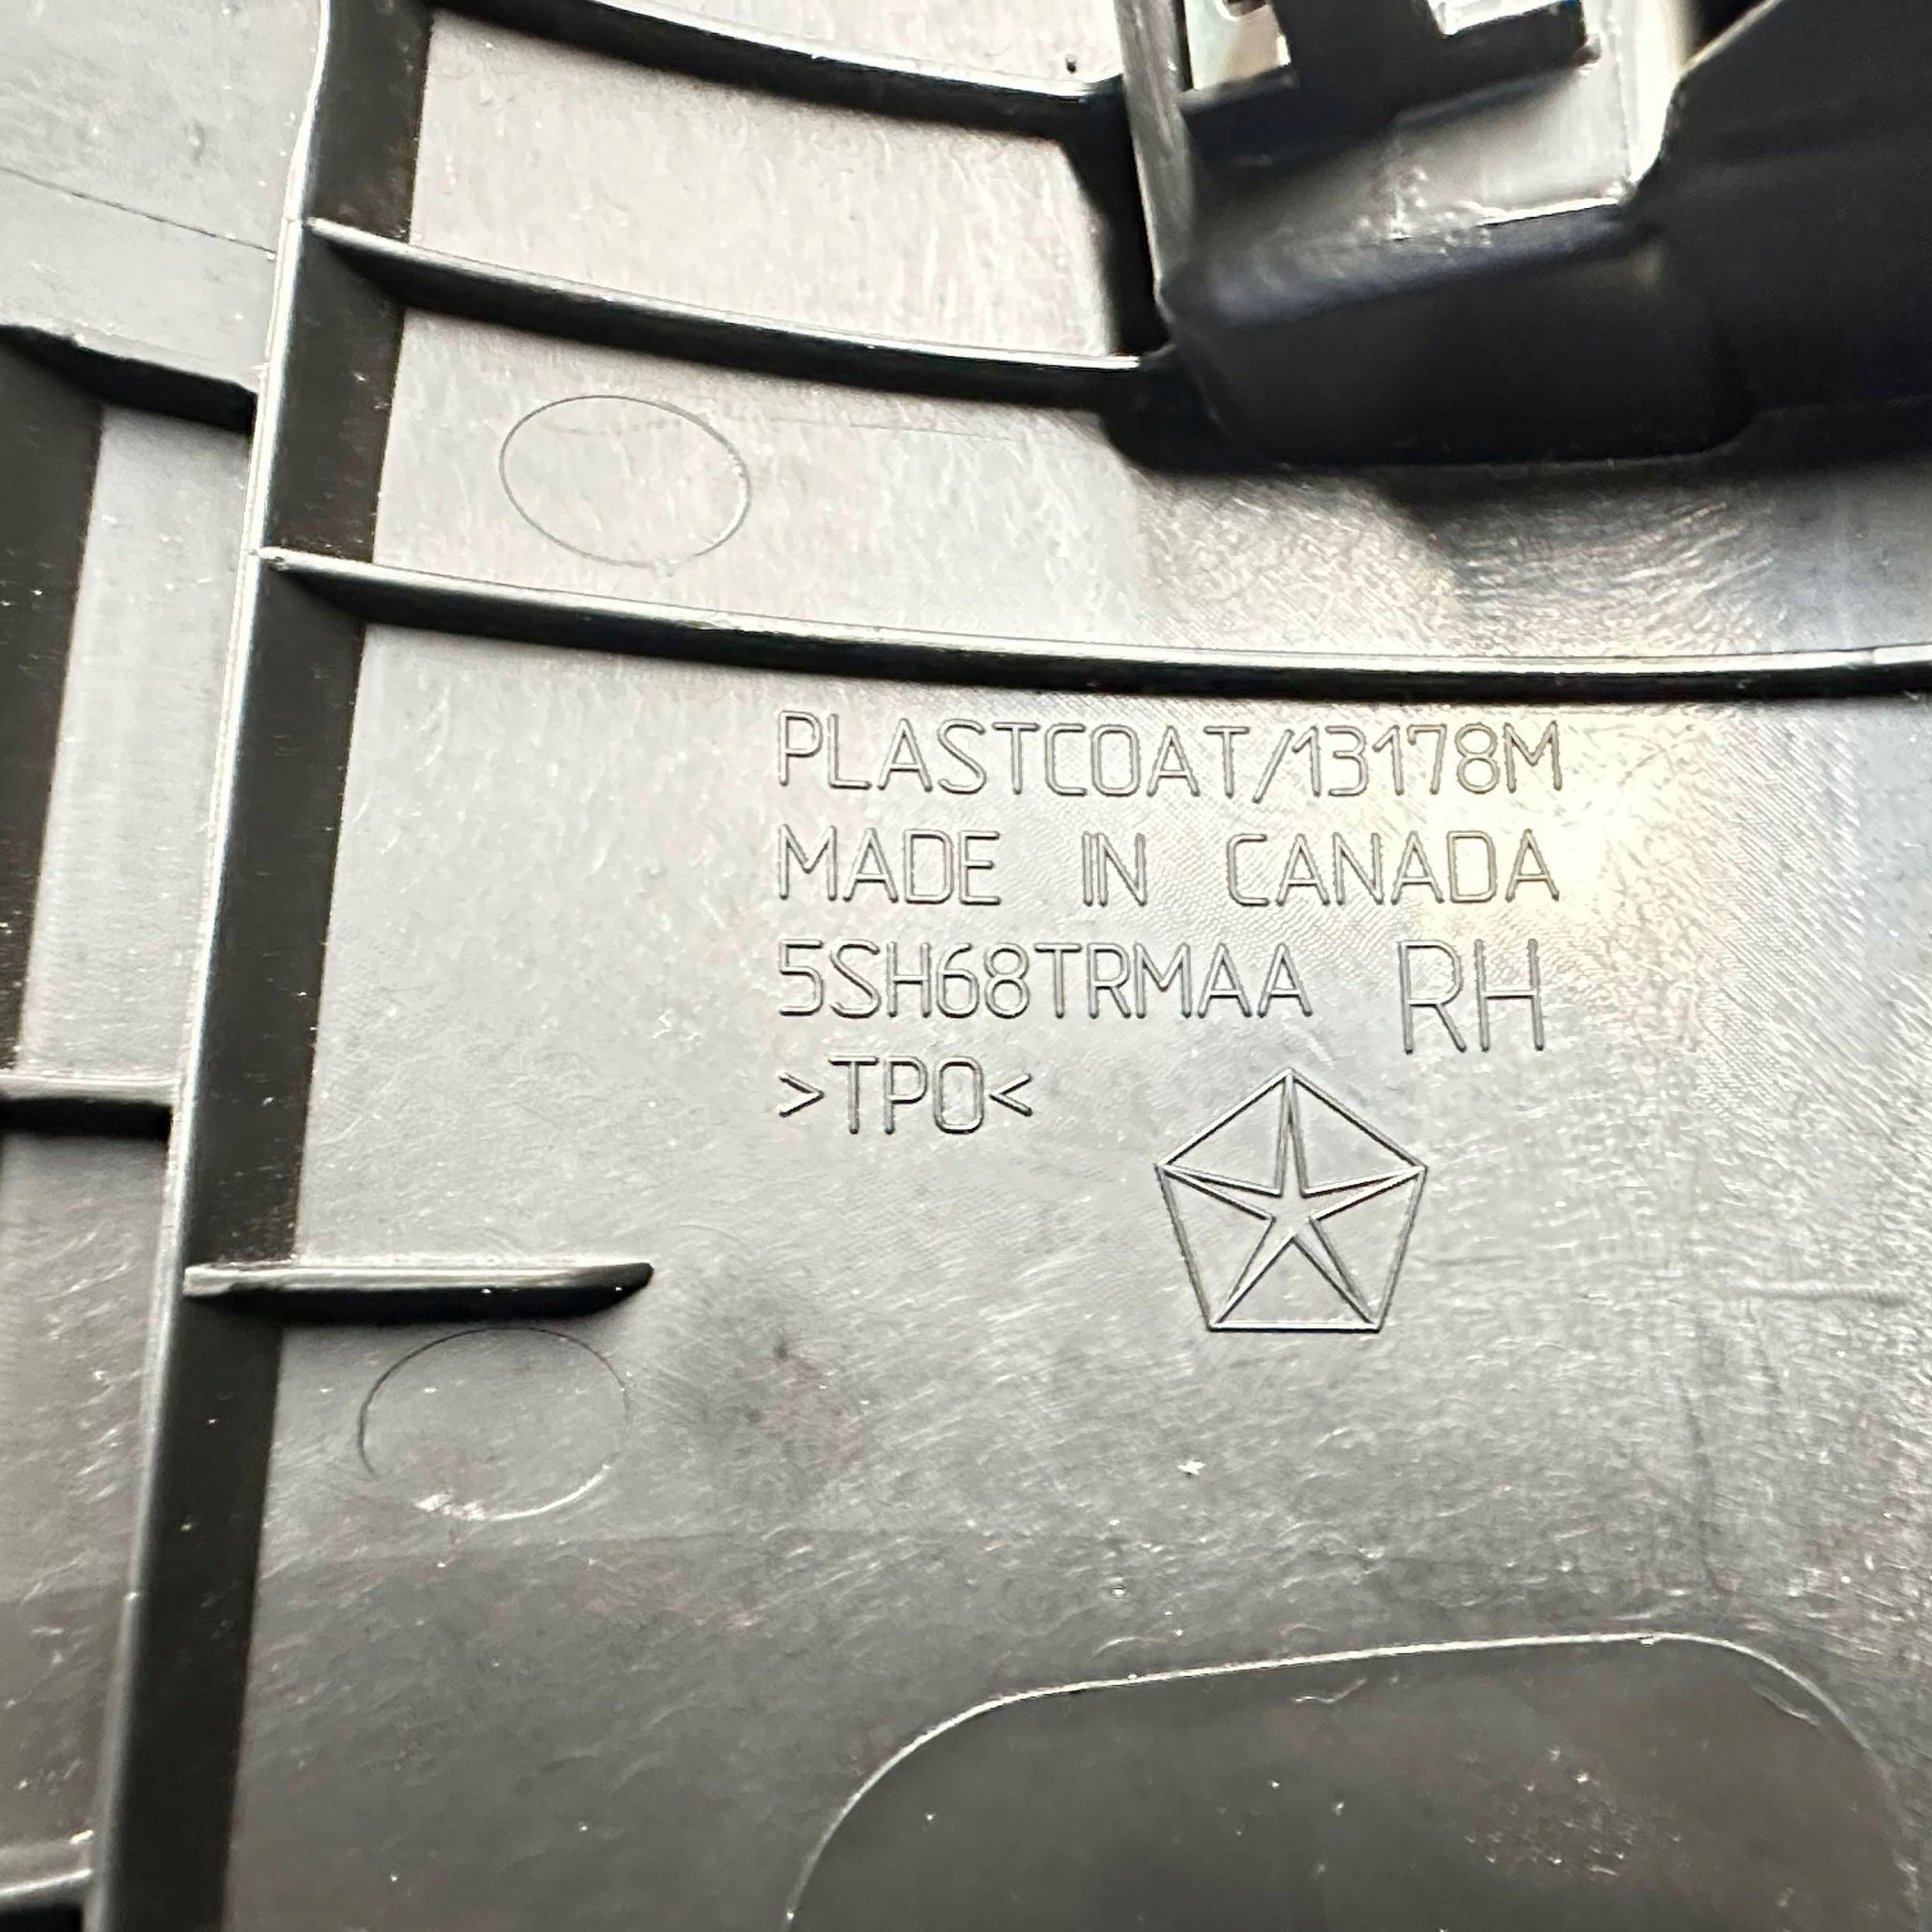 PLASTCOAT/13178M
MADE IN CANADA
5SH68TRMAA RH
>TPO<